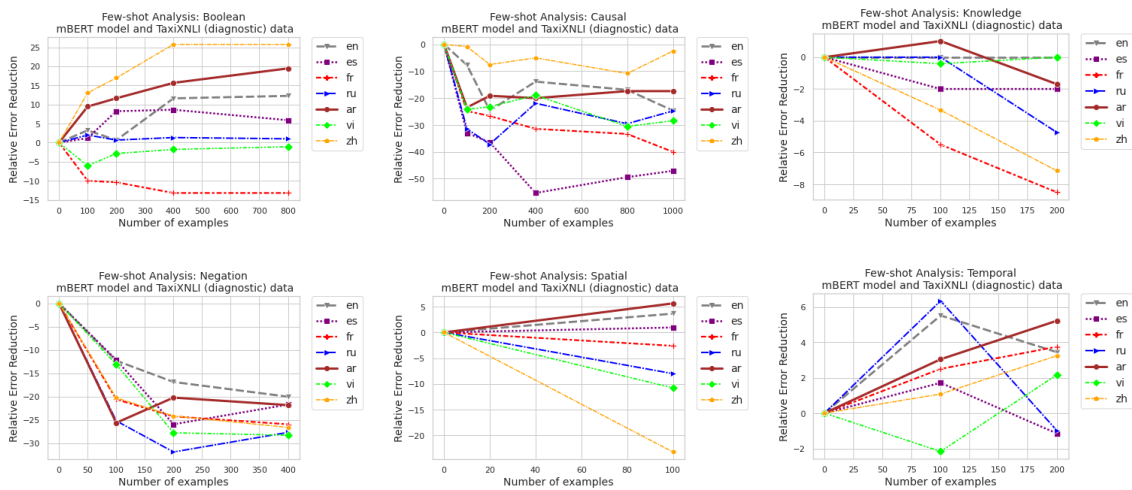 Few-shot Analysis: Boolean
mBERT model and TaxiXNLI (diagnostic) data
Relative Error Reduction
25
20
15
10
5
0
−5
−10
−15
0 100 200 300 400 500 600 700 800
Number of examples
en
es
fr
ru
ar
vi
zh
Few-shot Analysis: Causal
mBERT model and TaxiXNLI (diagnostic) data
Relative Error Reduction
0
−10
−20
−30
−40
−50
0 20 40 60 800 1000
Number of examples
en
es
fr
ru
ar
vi
zh
Few-shot Analysis: Knowledge
mBERT model and TaxiXNLI (diagnostic) data
Relative Error Reduction
0
−2
−4
−6
−8
0 25 50 75 100 125 150 175 200
Number of examples
en
es
fr
ru
ar
vi
zh
Few-shot Analysis: Negation
mBERT model and TaxiXNLI (diagnostic) data
Relative Error Reduction
0
−5
−10
−15
−20
−25
−30
0 50 100 150 200 250 300 350 400
Number of examples
en
es
fr
ru
ar
vi
zh
Few-shot Analysis: Spatial
mBERT model and TaxiXNLI (diagnostic) data
Relative Error Reduction
5
0
−5
−10
−15
−20
0 20 40 60 80 100
Number of examples
en
es
fr
ru
ar
vi
zh
Few-shot Analysis: Temporal
mBERT model and TaxiXNLI (diagnostic) data
Relative Error Reduction
6
4
2
0
−2
0 25 50 75 100 125 150 175 200
Number of examples
en
es
fr
ru
ar
vi
zh